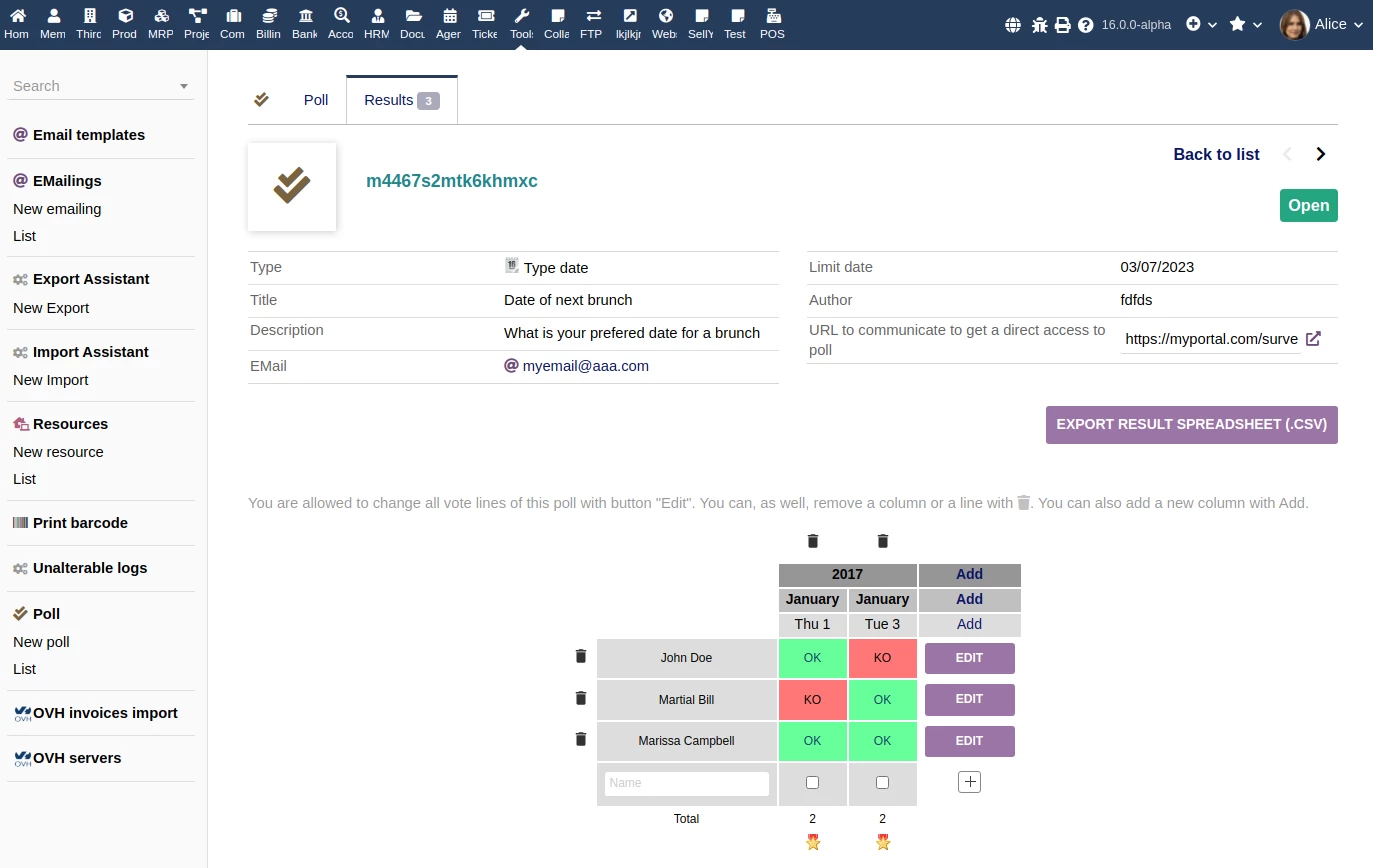 Hom Mem Third Prod MRP Proje Com Billin Bank Acco HRM Docu Agen Ticke Tools Colla FTP lkjlkjr Webs SellY Test POS
16.0.0-alpha Alice
Search
Email templates
EMailings
New emailing
List
Export Assistant
New Export
Import Assistant
New Import
Resources
New resource
List
Print barcode
Unalterable logs
Poll
New poll
List
OVH OVH invoices import
OVH OVH servers
Poll Results 3
m4467s2mtk6khmxc
Back to list
Open
Type Type date
Title Date of next brunch
Description What is your prefered date for a brunch
EMail @ myemail@aaa.com
Limit date 03/07/2023
Author fdfds
URL to communicate to get a direct access to
poll
https://myportal.com/surve
EXPORT RESULT SPREADSHEET (.CSV)
You are allowed to change all vote lines of this poll with button "Edit". You can, as well, remove a column or a line with . You can also add a new column with Add.
2017 Add
January January Add
Thu 1 Tue 3 Add
John Doe OK KO EDIT
Martial Bill KO OK EDIT
Marissa Campbell OK OK EDIT
Name
Total 2 2